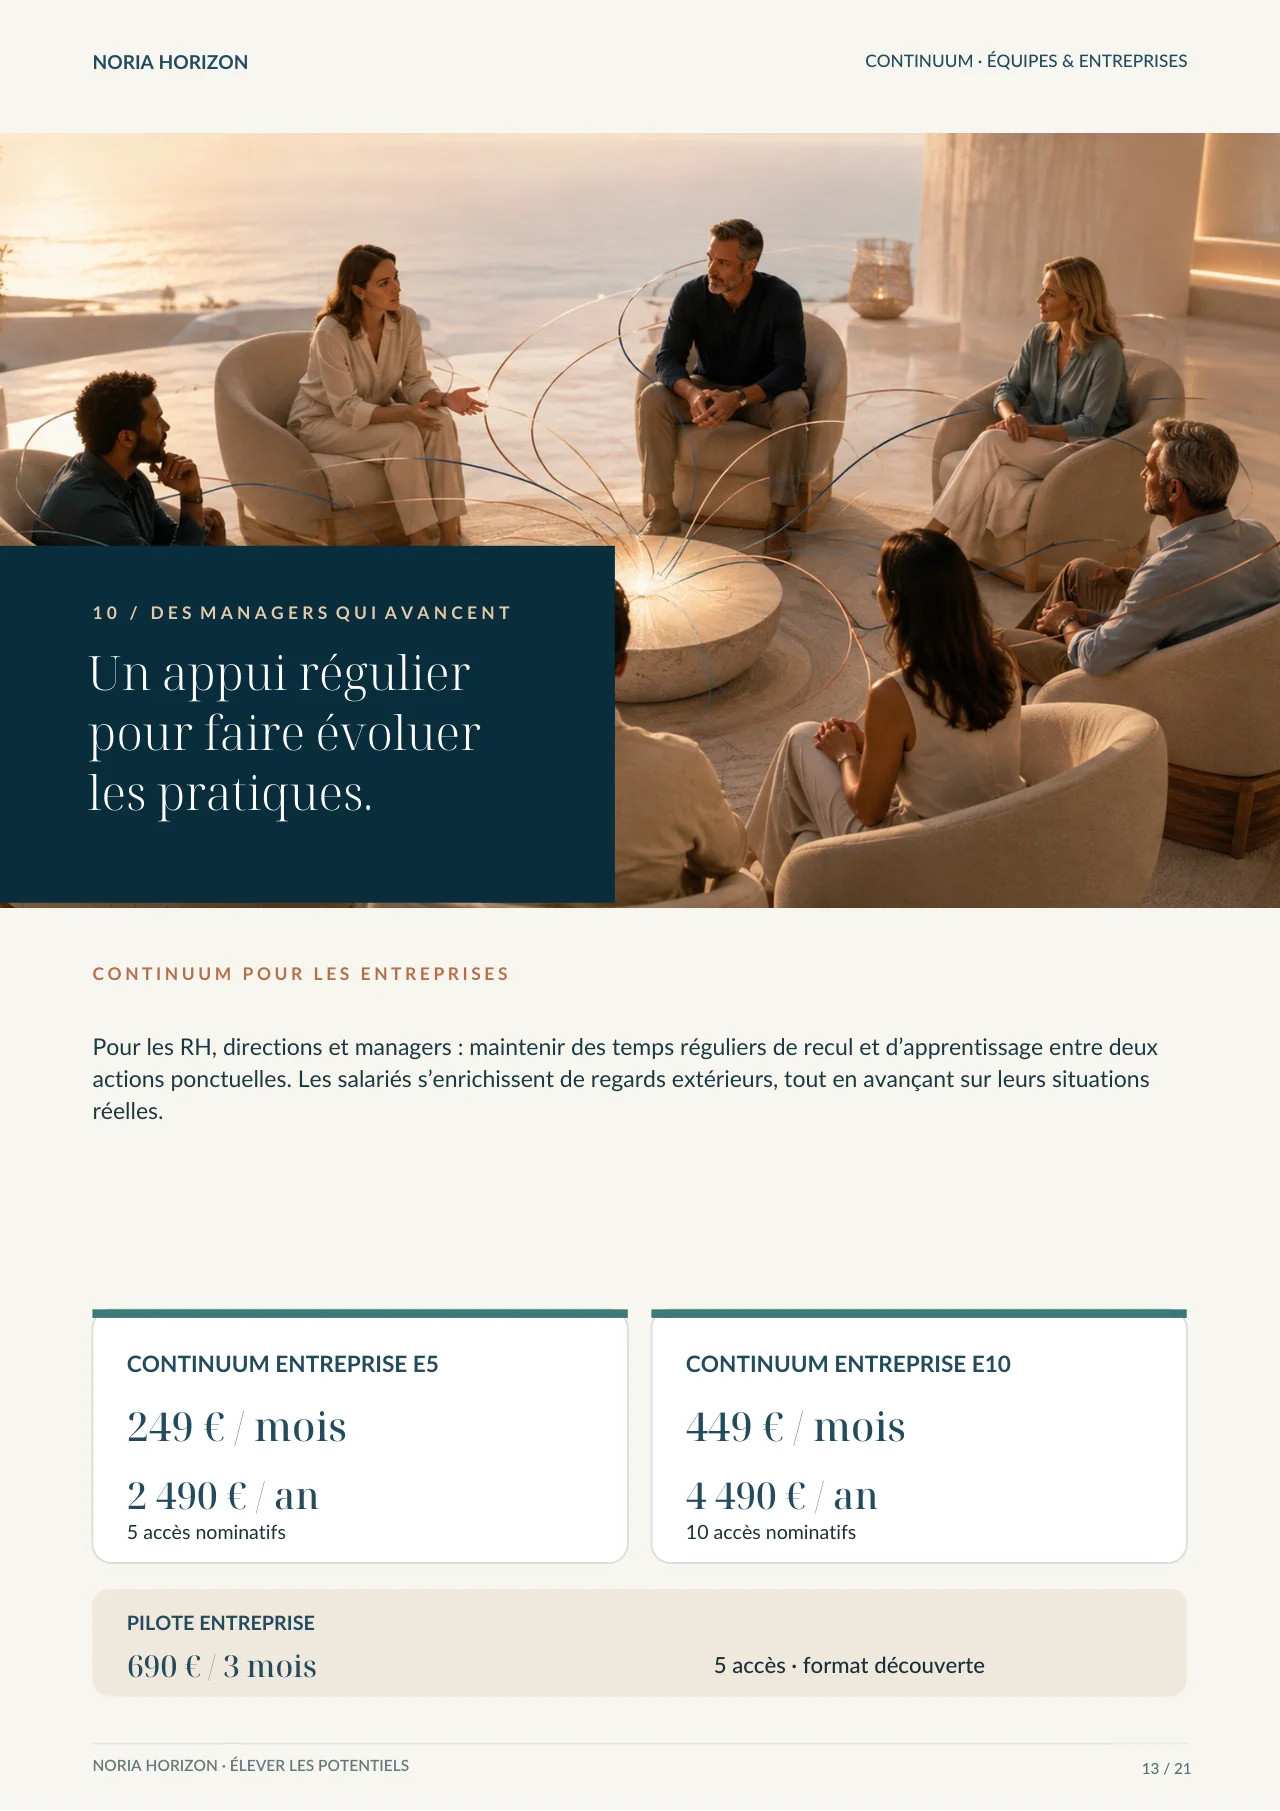 NORIA HORIZON
CONTINUUM · ÉQUIPES & ENTREPRISES
10 / DES MANAGERS QUI AVANCENT
Un appui régulier
pour faire évoluer
les pratiques.
CONTINUUM POUR LES ENTREPRISES
Pour les RH, directions et managers : maintenir des temps réguliers de recul et d’apprentissage entre deux
actions ponctuelles. Les salariés s’enrichissent de regards extérieurs, tout en avançant sur leurs situations
réelles.
CONTINUUM ENTREPRISE E5
249 € / mois
2 490 € / an
5 accès nominatifs
CONTINUUM ENTREPRISE E10
449 € / mois
4 490 € / an
10 accès nominatifs
PILOTE ENTREPRISE
690 € / 3 mois
5 accès · format découverte
NORIA HORIZON · ÉLEVER LES POTENTIELS
13 / 21